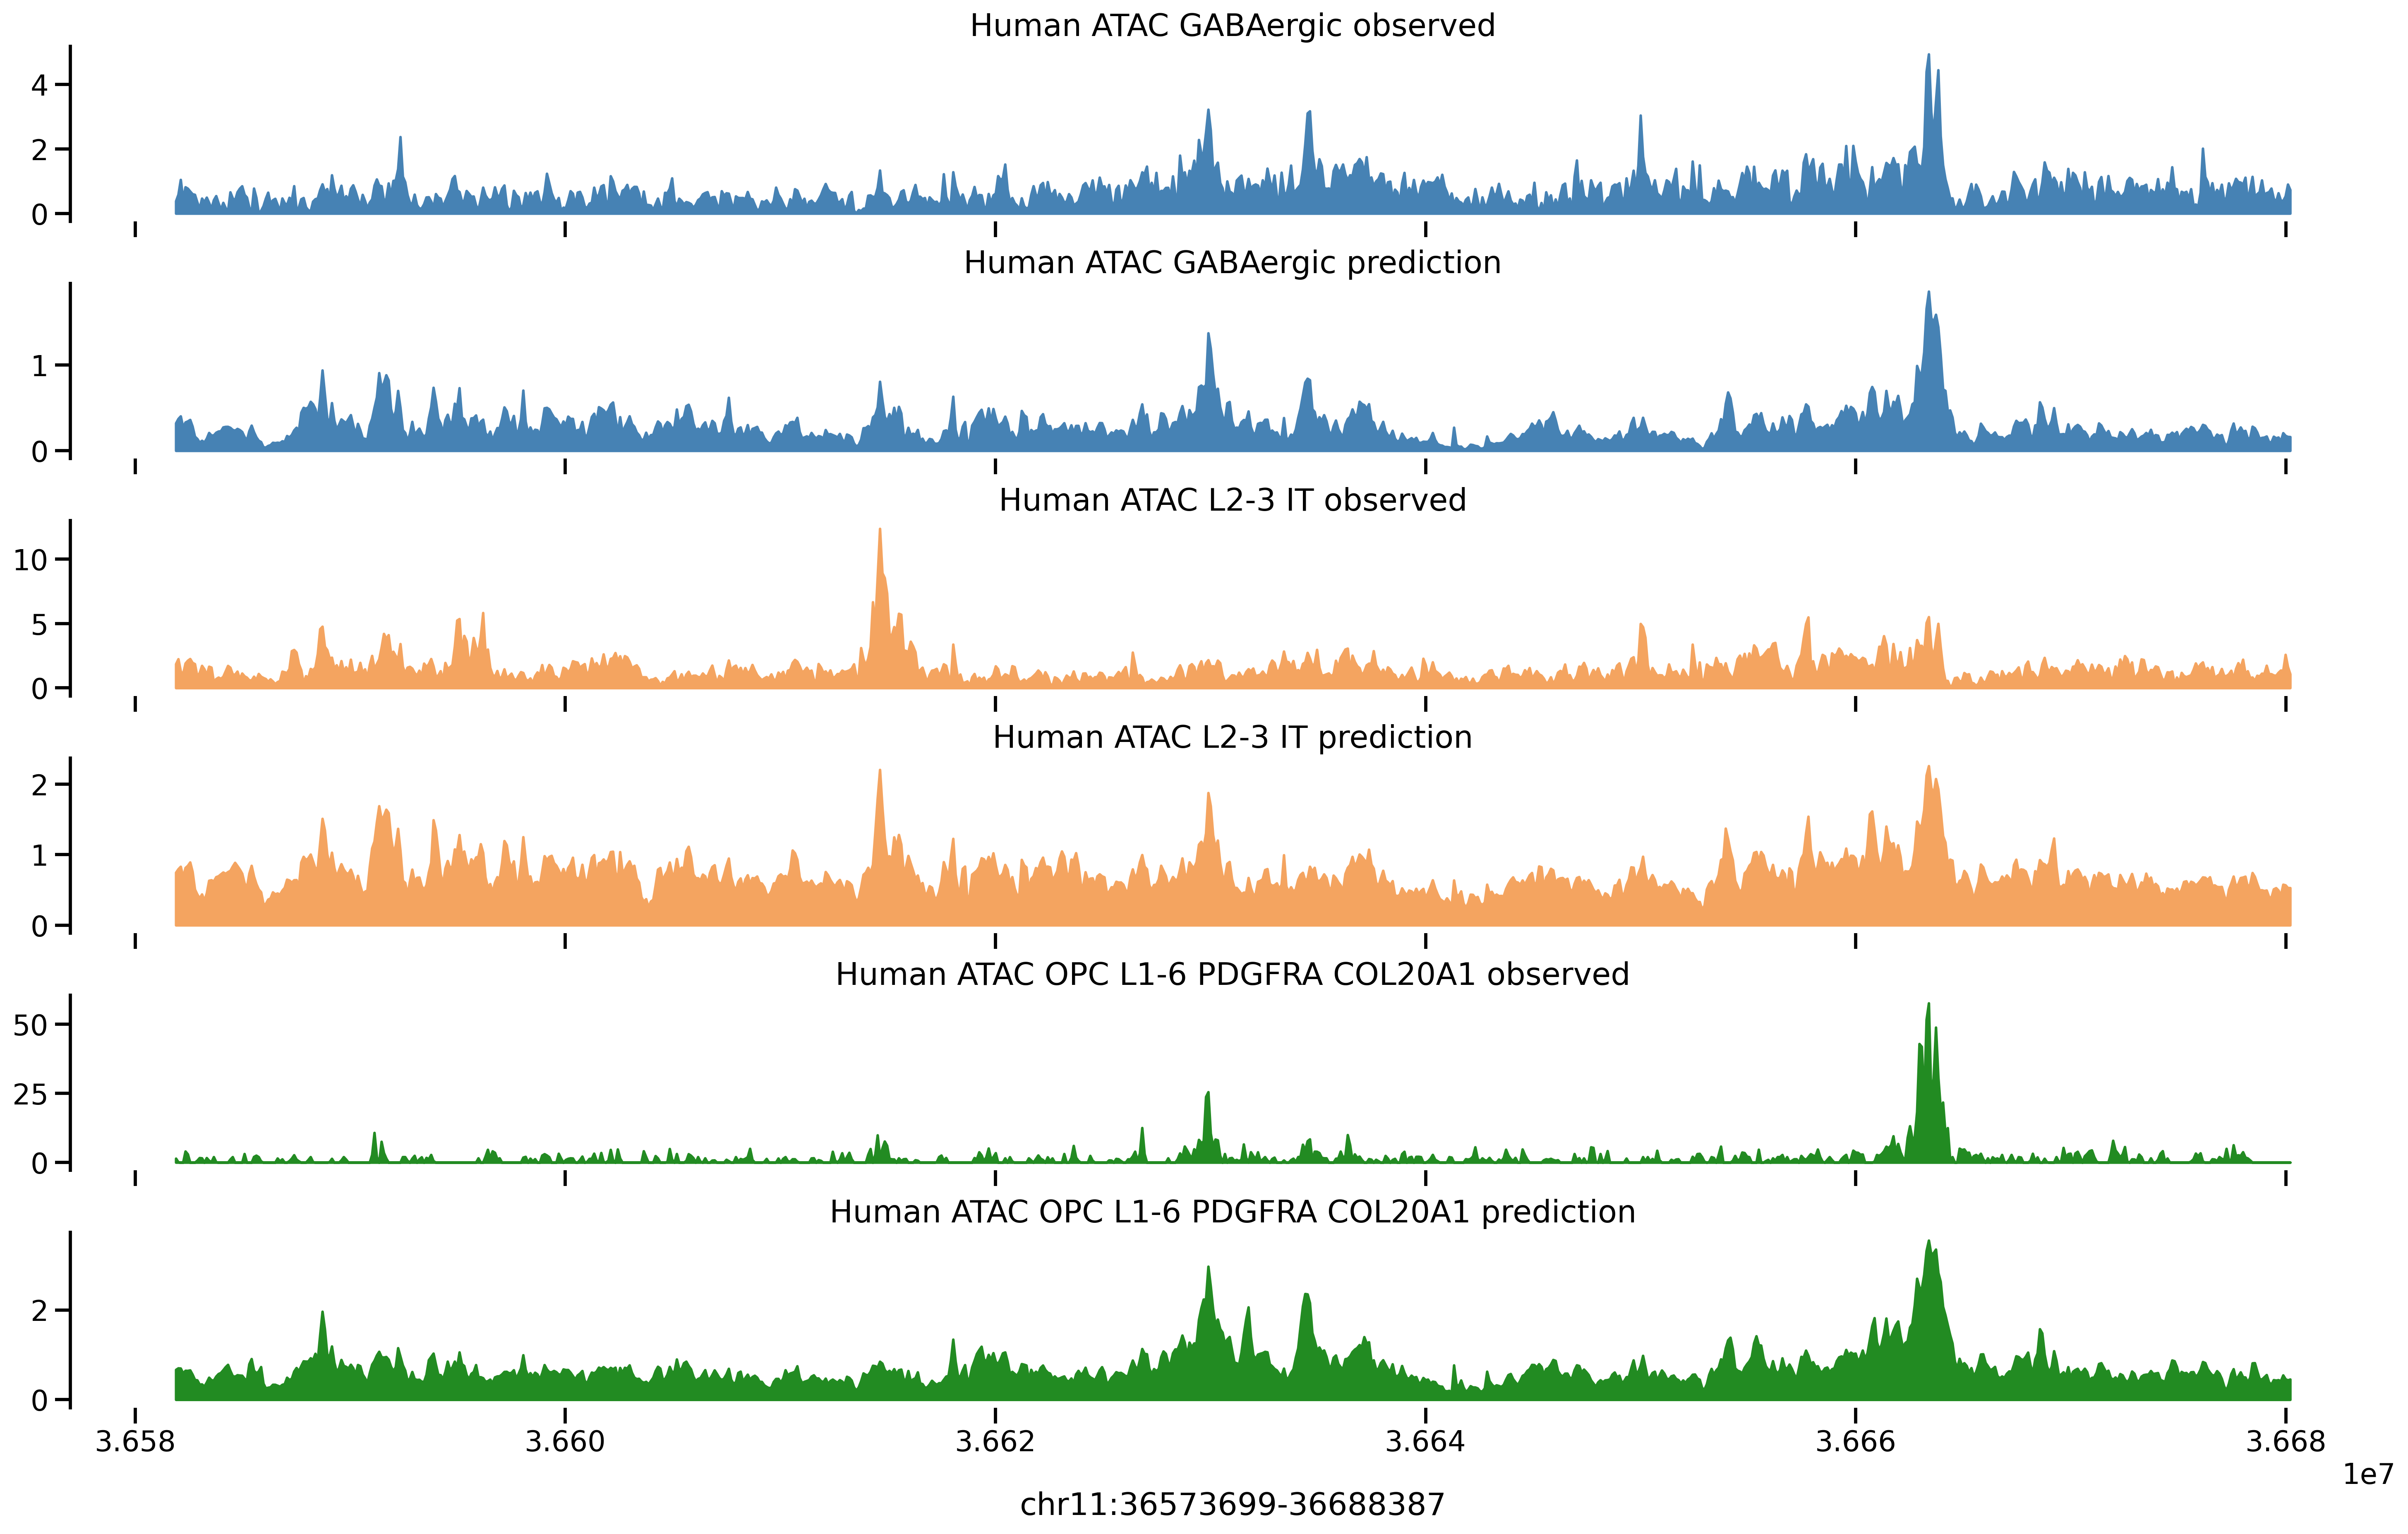 Human ATAC GABAergic observed
4
2
0
Human ATAC GABAergic prediction
1
0
Human ATAC L2-3 IT observed
10
5
0
Human ATAC L2-3 IT prediction
2
1
0
Human ATAC OPC L1-6 PDGFRA COL20A1 observed
50
25
0
Human ATAC OPC L1-6 PDGFRA COL20A1 prediction
2
0
3.658 3.660 3.662 3.664 3.666 3.668
1e7
chr11:36573699-36688387